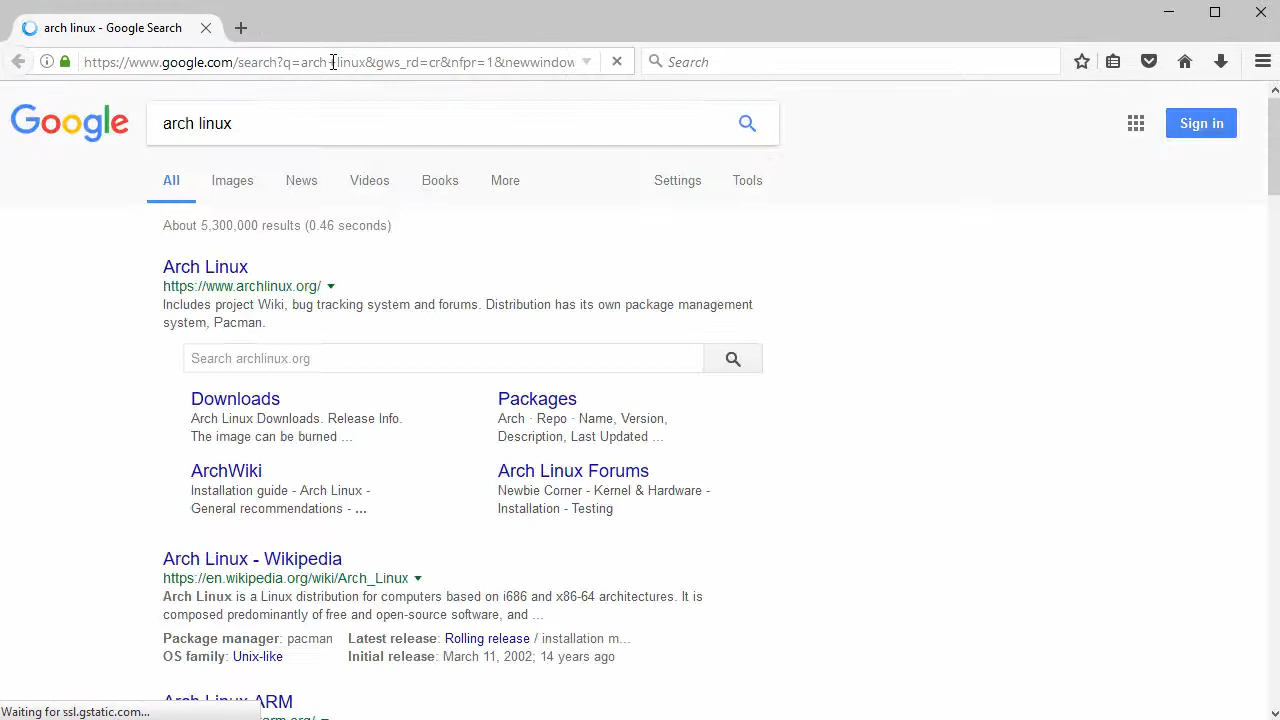 arch linux - Google Search
https://www.google.com/search?q=arch+linux&gws_rd=cr&nfpr=1&newwindow
Search
Google
arch linux
Sign in
All Images News Videos Books More Settings Tools
About 5,300,000 results (0.46 seconds)
Arch Linux
https://www.archlinux.org/
Includes project Wiki, bug tracking system and forums. Distribution has its own package management
system, Pacman.
Search archlinux.org
Downloads
Arch Linux Downloads. Release Info.
The image can be burned ...
Packages
Arch · Repo · Name, Version,
Description, Last Updated ...
ArchWiki
Installation guide - Arch Linux -
General recommendations - ...
Arch Linux Forums
Newbie Corner - Kernel & Hardware -
Installation - Testing
Arch Linux - Wikipedia
https://en.wikipedia.org/wiki/Arch_Linux
Arch Linux is a Linux distribution for computers based on i686 and x86-64 architectures. It is
composed predominantly of free and open-source software, and ...
Package manager: pacman Latest release: Rolling release / installation m...
OS family: Unix-like Initial release: March 11, 2002; 14 years ago
Arch Linux ARM
Waiting for ssl.gstatic.com...